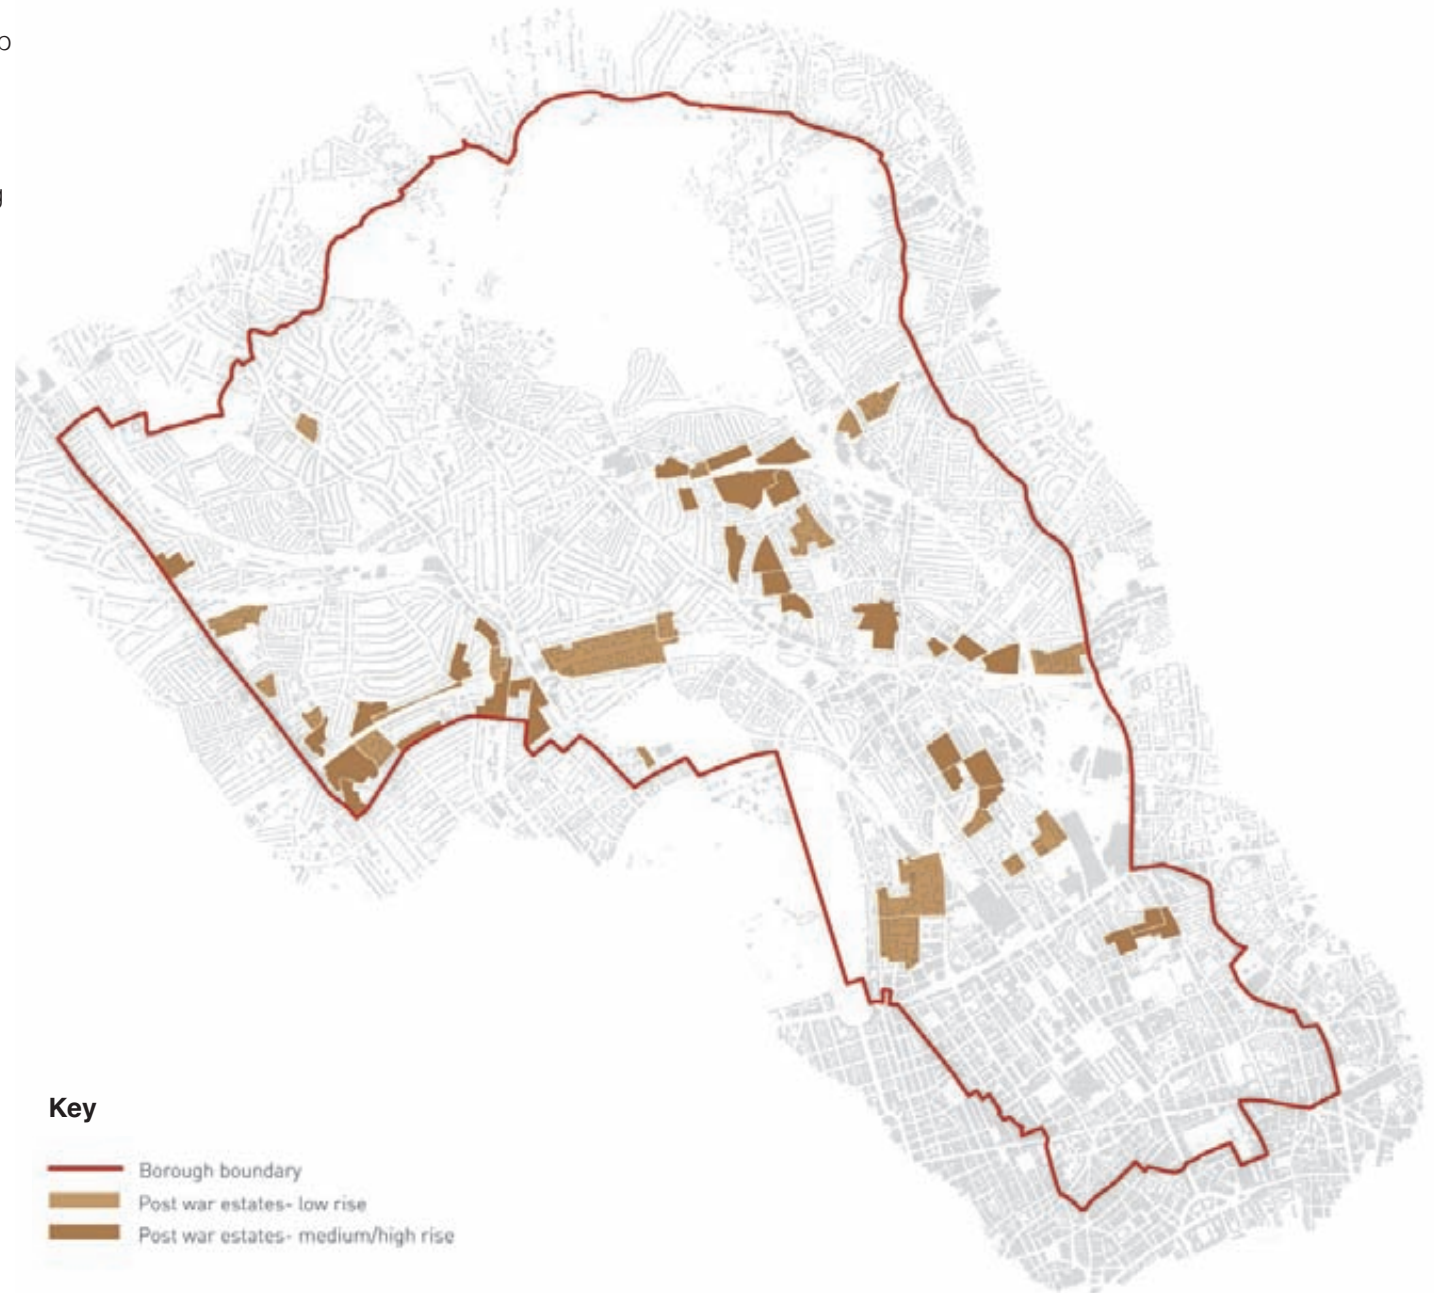 o
g
Key
Borough boundary
Post war estates- low rise
Post war estates- medium/high rise